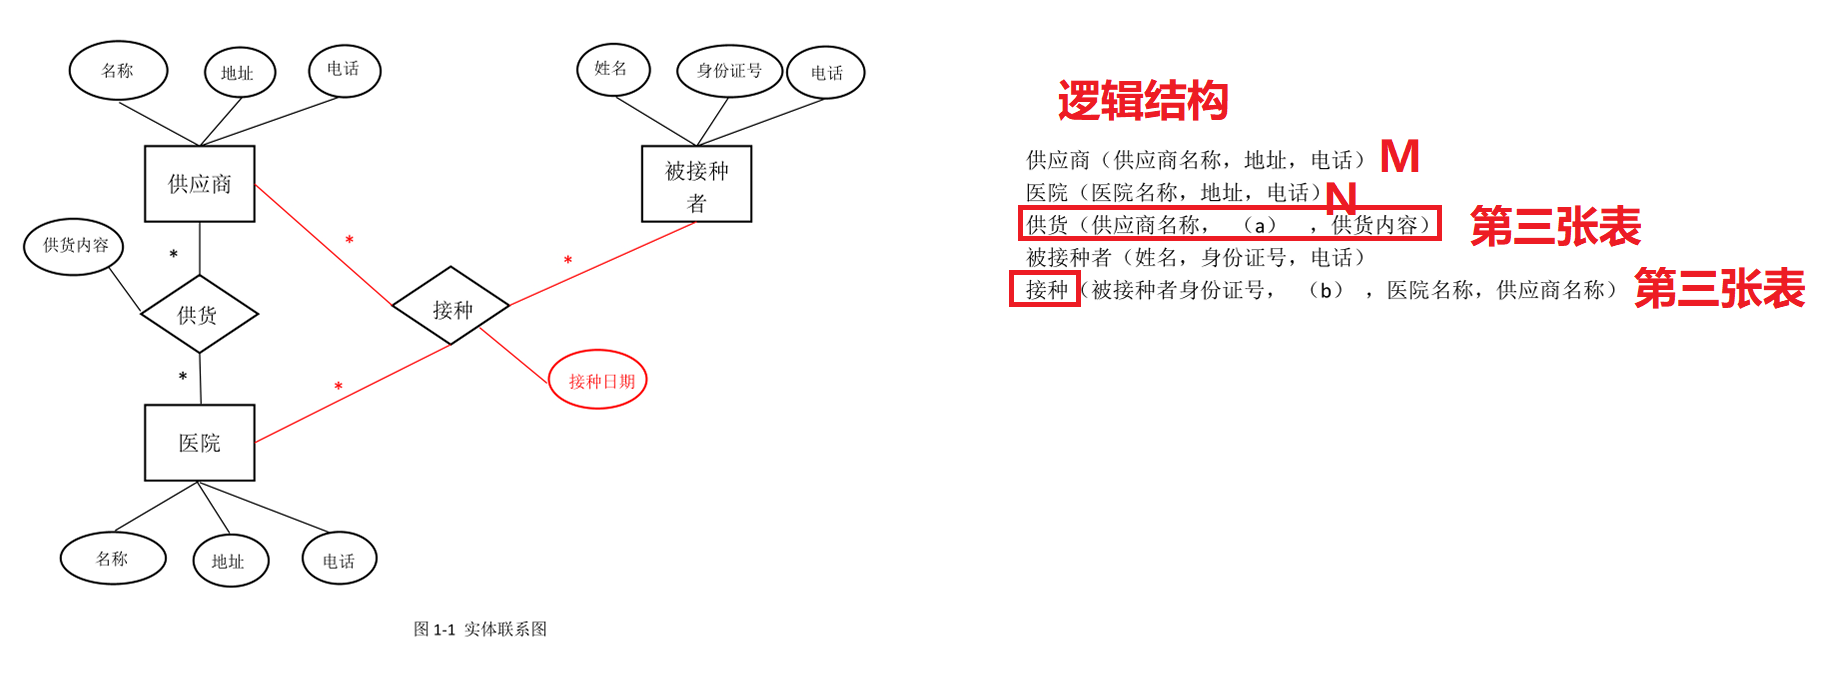 名称
地址
电话
姓名
身份证号
电话
供应商
被接种
者
供货内容
*
*
*
供货
接种
*
*
接种日期
医院
名称
地址
电话
图 1-1 实体联系图
逻辑结构
供应商（供应商名称，地址，电话） M
医院（医院名称，地址，电话） N
供货（供应商名称， （a） ，供货内容） 第三张表
被接种者（姓名，身份证号，电话）
接种（被接种者身份证号， （b） ，医院名称，供应商名称） 第三张表